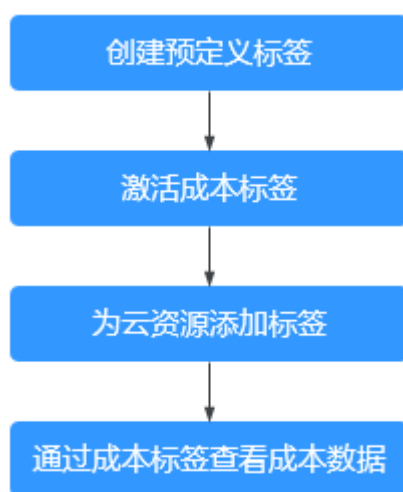 创建预定义标签
激活成本标签
为云资源添加标签
通过成本标签查看成本数据